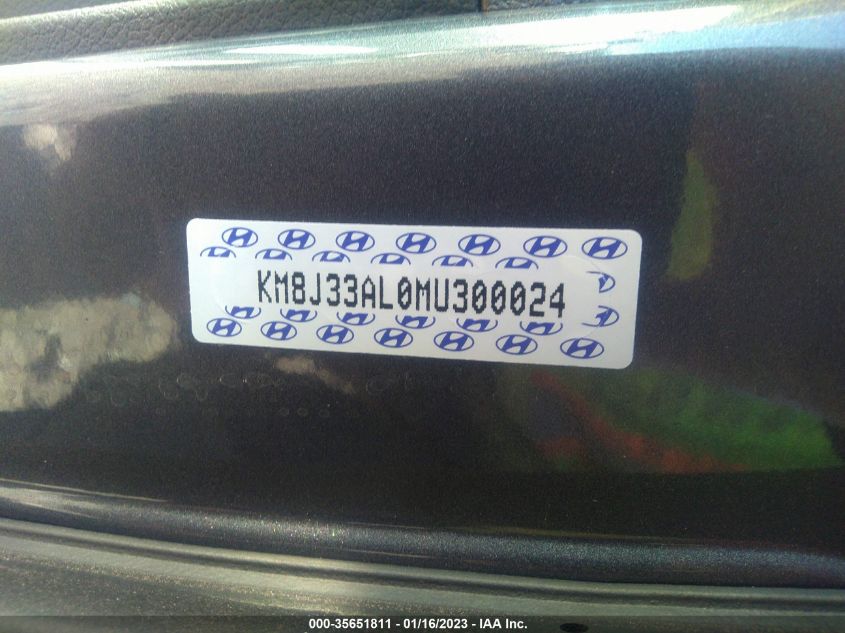 KM8J33AL0MU300024
000-35651811 - 01/16/2023 - IAA Inc.